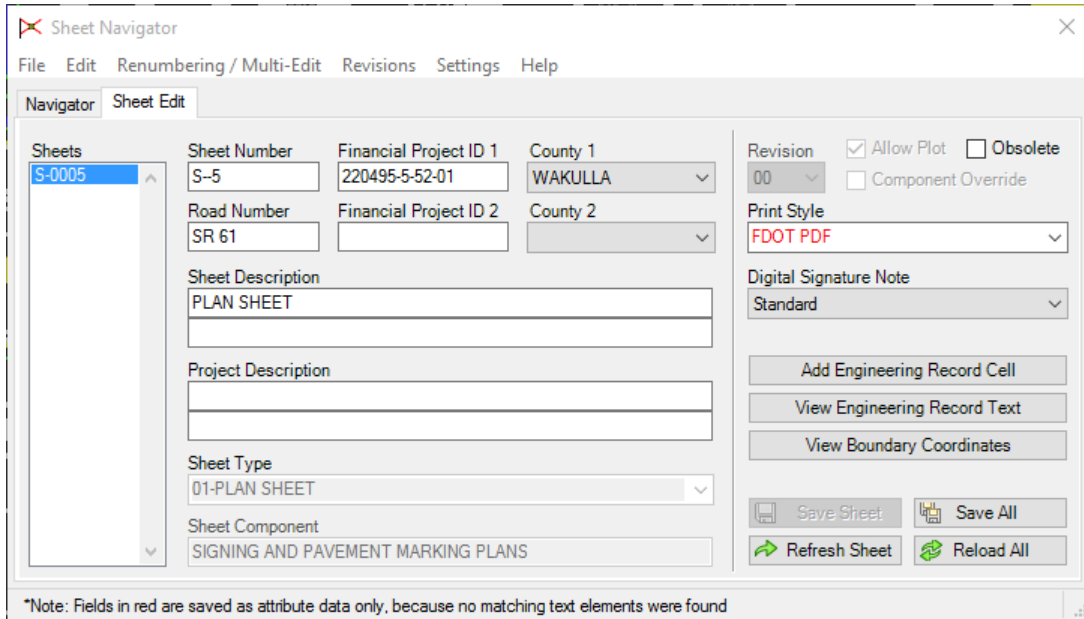 Sheet Navigator
File Edit Renumbering / Multi-Edit Revisions Settings Help
Navigator Sheet Edit
Sheets
S-0005
Sheet Number Financial Project ID 1 County 1
S--5 220495-5-52-01 WAKULLA
Road Number Financial Project ID 2 County 2
SR 61
Sheet Description
PLAN SHEET
Project Description
Sheet Type
01-PLAN SHEET
Sheet Component
SIGNING AND PAVEMENT MARKING PLANS
Revision Allow Plot Obsolete
00 Component Override
Print Style
FDOT PDF
Digital Signature Note
Standard
Add Engineering Record Cell
View Engineering Record Text
View Boundary Coordinates
Save Sheet Save All
Refresh Sheet Reload All
*Note: Fields in red are saved as attribute data only, because no matching text elements were found